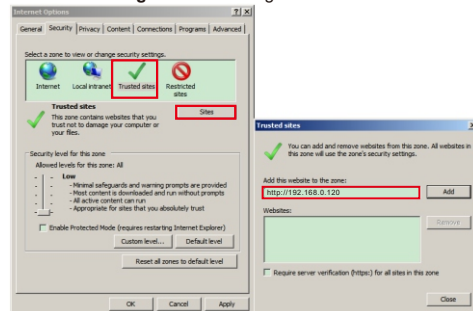 Internet Options
? X
General Security Privacy Content Connections Programs Advanced
Select a zone to view or change security settings.
Internet Local intranet Trusted sites Restricted sites
Trusted sites
This zone contains websites that you trust not to damage your computer or your files.
Sites
Security level for this zone
Allowed levels for this zone: All
Low
- Minimal safeguards and warning prompts are provided
- Most content is downloaded and run without prompts
- All active content can run
- Appropriate for sites that you absolutely trust
Enable Protected Mode (requires restarting Internet Explorer)
Custom level... Default level
Reset all zones to default level
OK Cancel Apply
Trusted sites
You can add and remove websites from this zone. All websites in
this zone will use the zone's security settings.
Add this website to the zone:
http://192.168.0.120 Add
Websites:
Remove
Require server verification (https:) for all sites in this zone
Close